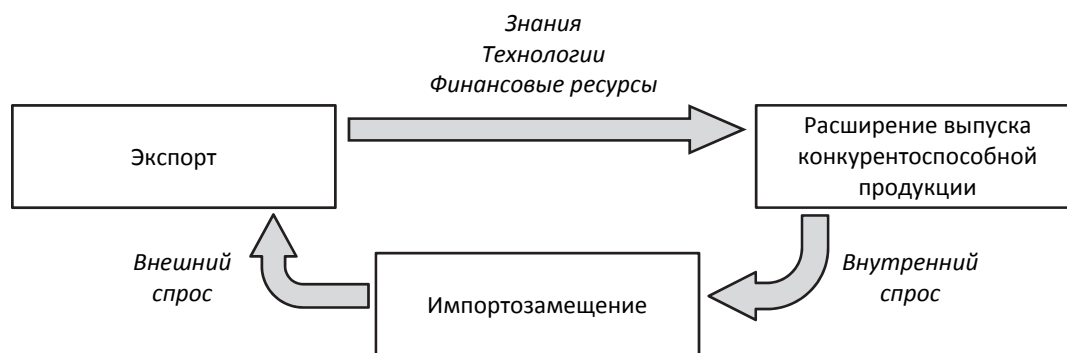 Знания
Технологии
Финансовые ресурсы
Экспорт
Расширение выпуска
конкурентоспособной
продукции
Внешний
спрос
Импортозамещение
Внутренний
спрос